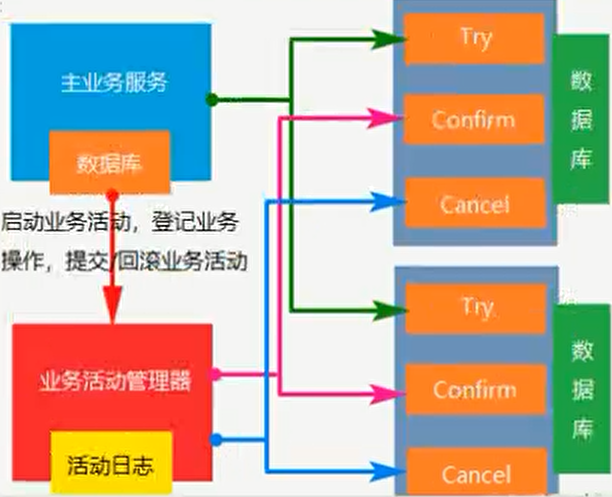 主业务服务
数据库
启动业务活动，登记业务
操作，提交/回滚业务活动
业务活动管理器
活动日志
Try
Confirm
Cancel
数
据
库
Try
Confirm
Cancel
数
据
库